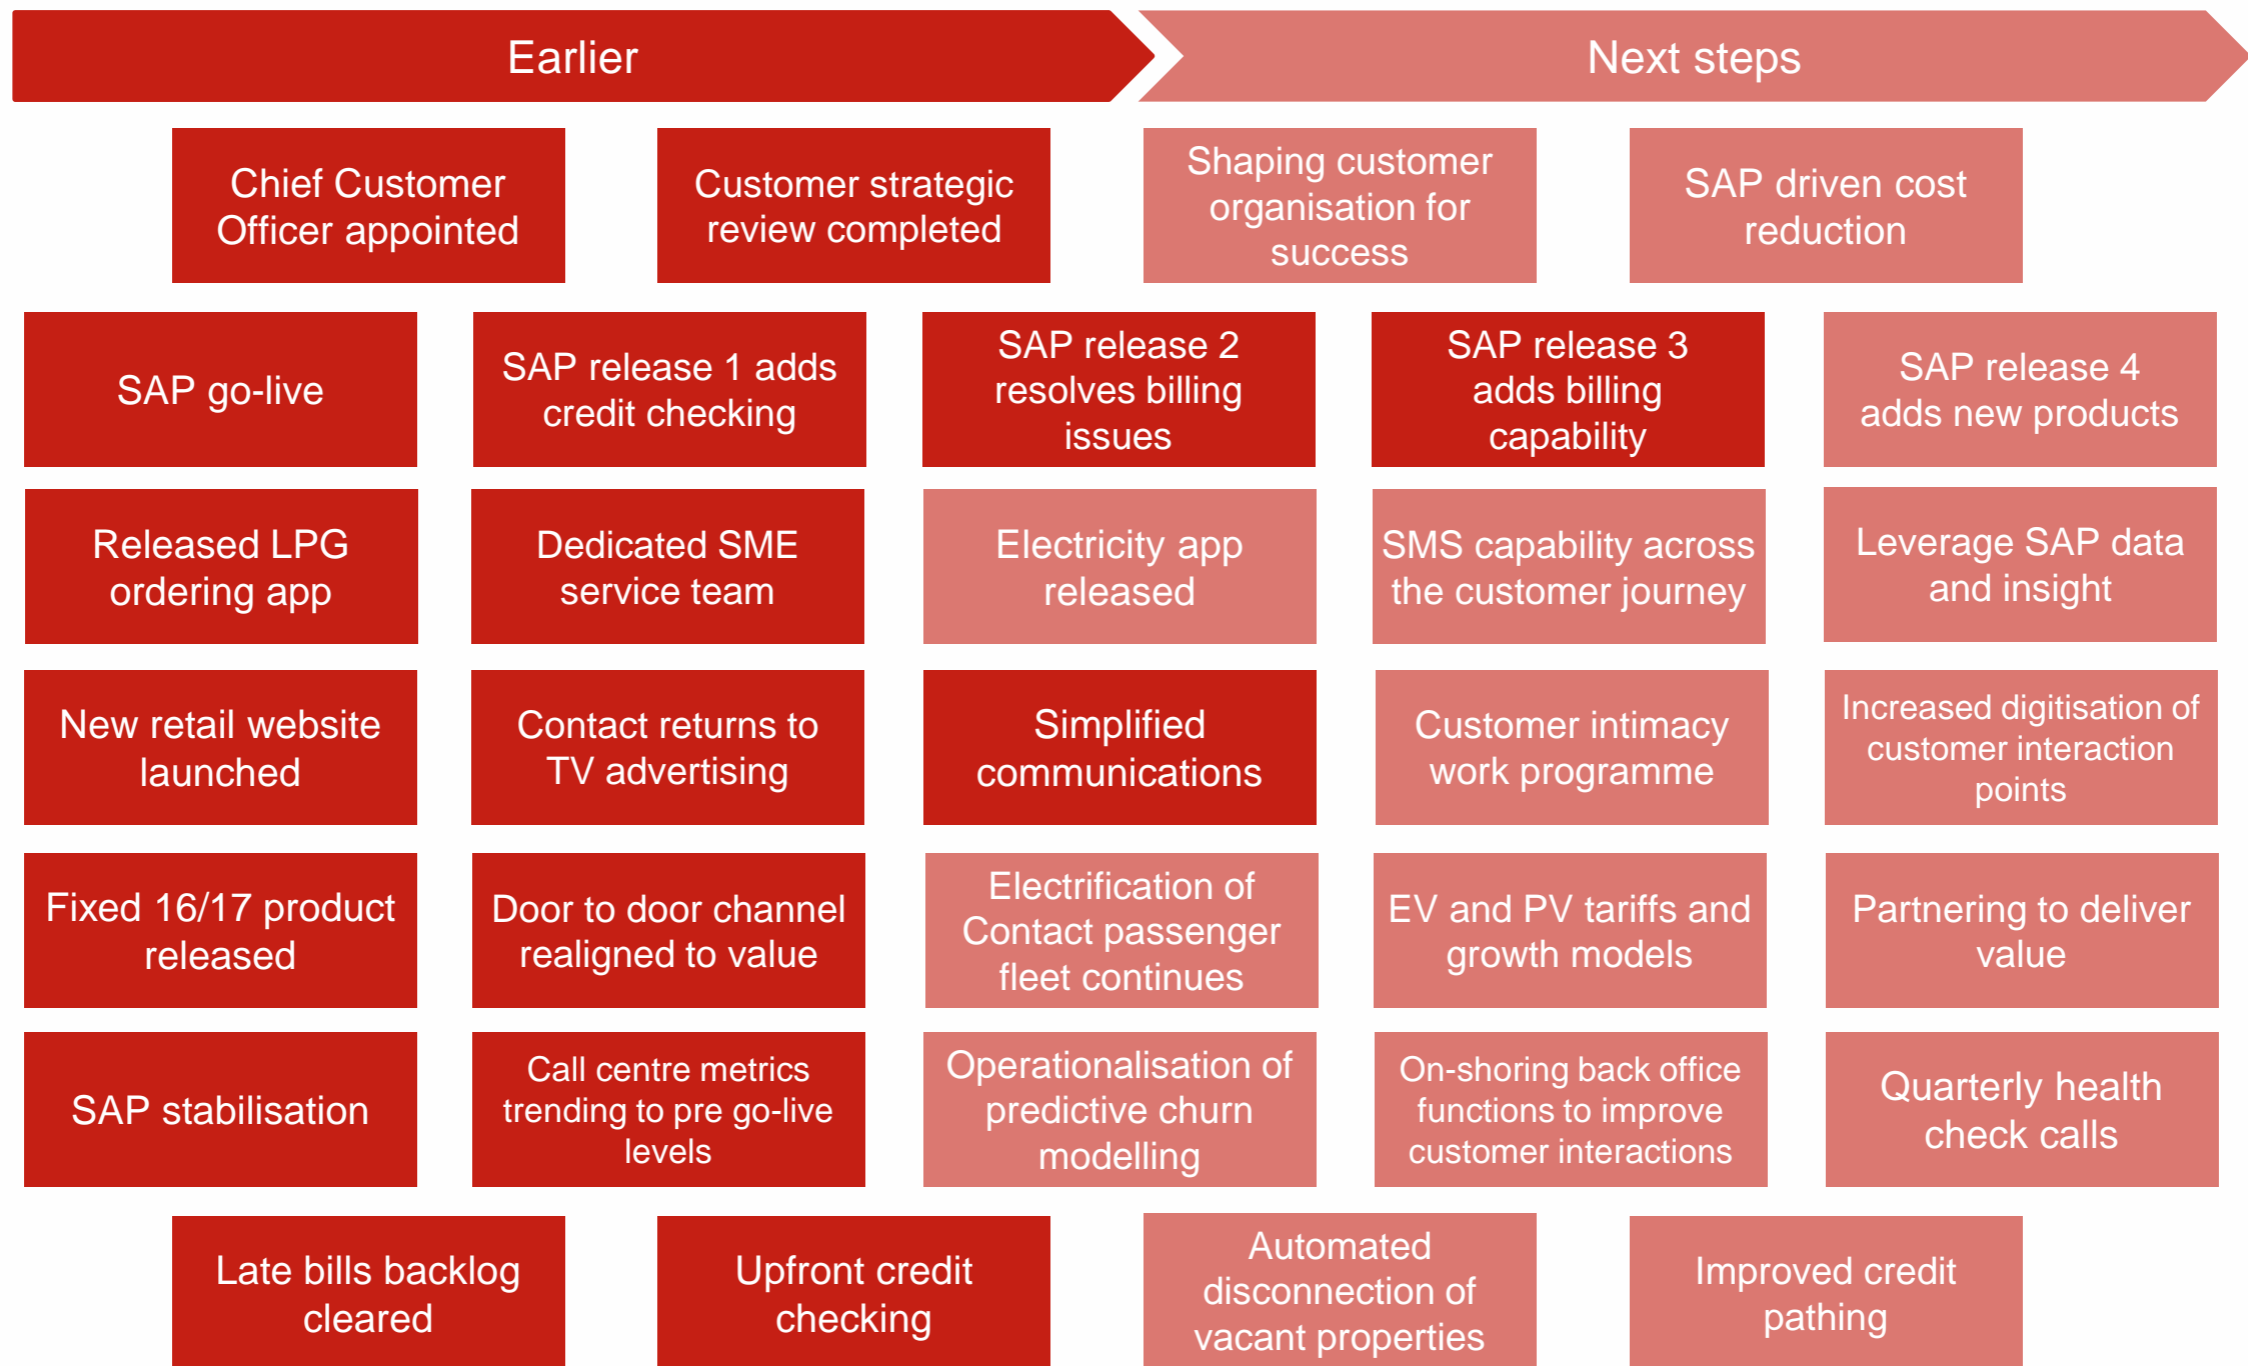 Earlier
Next steps
Chief Customer
Officer appointed
Customer strategic
review completed
Shaping customer
organisation for
success
SAP driven cost
reduction
SAP go-live
SAP release 1 adds
credit checking
SAP release 2
resolves billing
issues
SAP release 3
adds billing
capability
SAP release 4
adds new products
Released LPG
ordering app
Dedicated SME
service team
Electricity app
released
SMS capability across
the customer journey
Leverage SAP data
and insight
New retail website
launched
Contact returns to
TV advertising
Simplified
communications
Customer intimacy
work programme
Increased digitisation of
customer interaction
points
Fixed 16/17 product
released
Door to door channel
realigned to value
Electrification of
Contact passenger
fleet continues
EV and PV tariffs and
growth models
Partnering to deliver
value
SAP stabilisation
Call centre metrics
trending to pre go-live
levels
Operationalisation of
predictive churn
modelling
On-shoring back office
functions to improve
customer interactions
Quarterly health
check calls
Late bills backlog
cleared
Upfront credit
checking
Automated
disconnection of
vacant properties
Improved credit
pathing